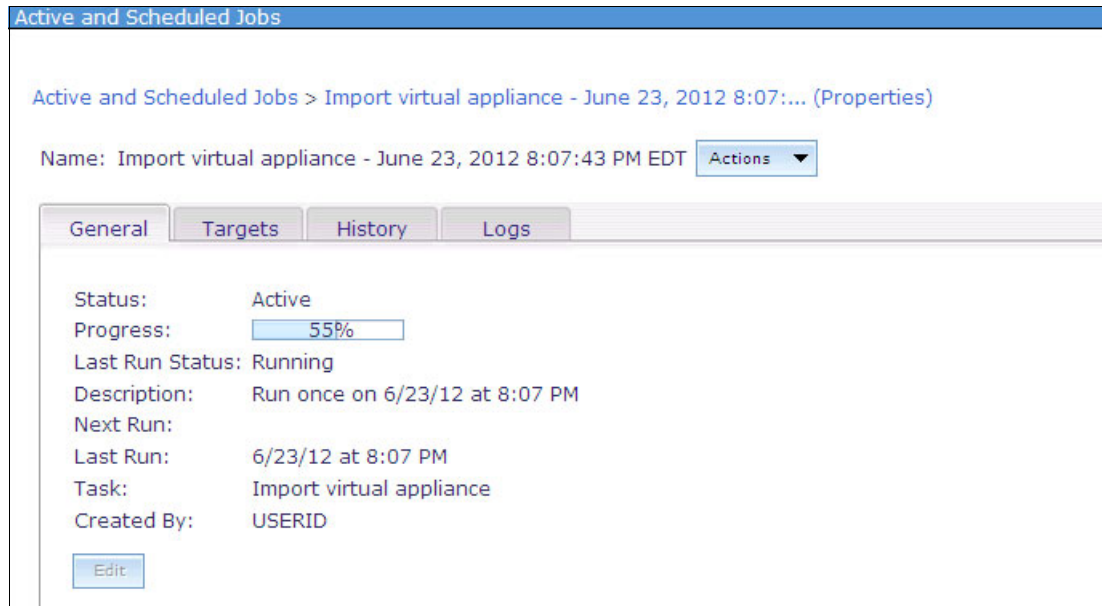 Active and Scheduled Jobs
Active and Scheduled Jobs > Import virtual appliance - June 23, 2012 8:07:... (Properties)
Name: Import virtual appliance - June 23, 2012 8:07:43 PM EDT Actions
General Targets History Logs
Status: Active
Progress: 55%
Last Run Status: Running
Description: Run once on 6/23/12 at 8:07 PM
Next Run:
Last Run: 6/23/12 at 8:07 PM
Task: Import virtual appliance
Created By: USERID
Edit